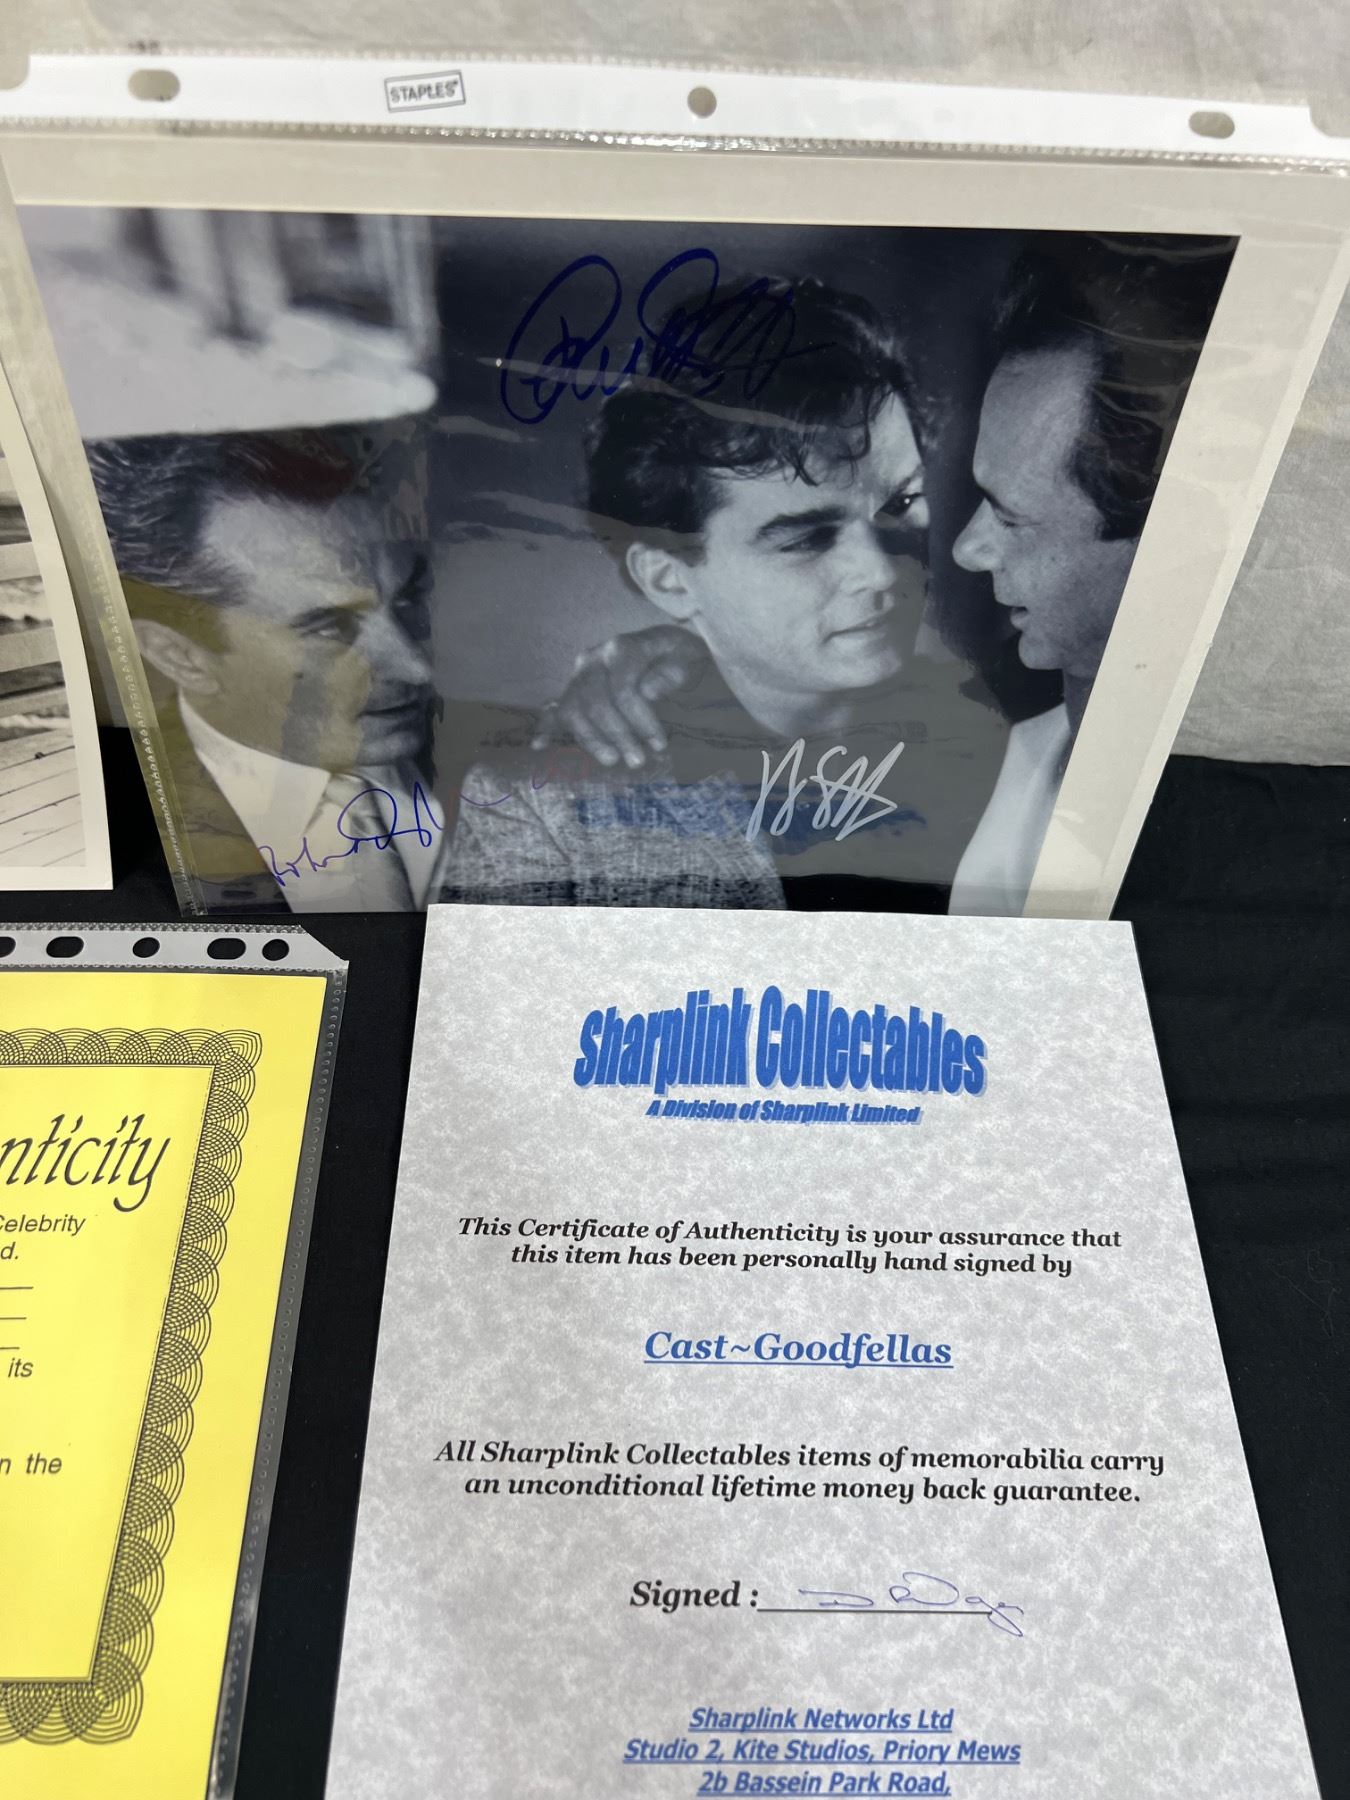 STAPLES
Sharplink Collectables
A Division of Sharplink Limited
This Certificate of Authenticity is your assurance that
this item has been personally hand signed by
Cast~Goodfellas
All Sharplink Collectables items of memorabilia carry
an unconditional lifetime money back guarantee.
Signed :
Sharplink Networks Ltd
Studio 2, Kite Studios, Priory Mews
2b Bassein Park Road,
nticity
Celebrity
d.
its
n the